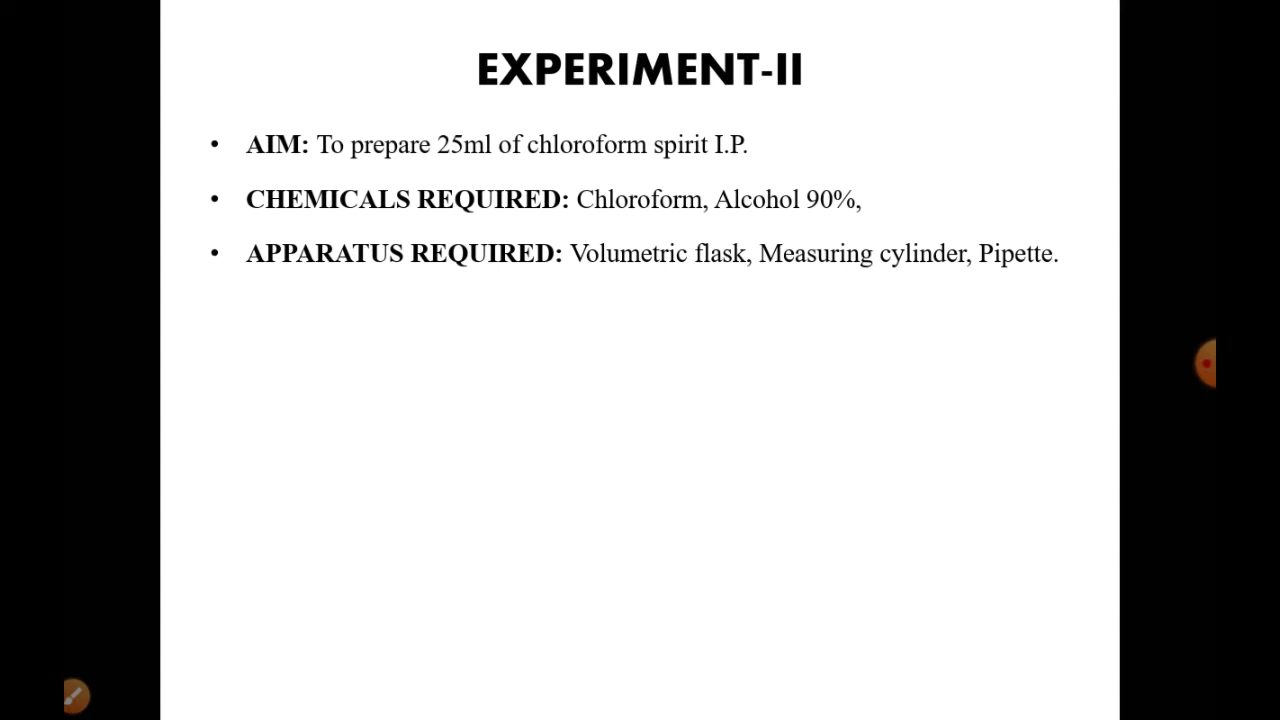 EXPERIMENT-II
• AIM: To prepare 25ml of chloroform spirit I.P.
• CHEMICALS REQUIRED: Chloroform, Alcohol 90%,
• APPARATUS REQUIRED: Volumetric flask, Measuring cylinder, Pipette.